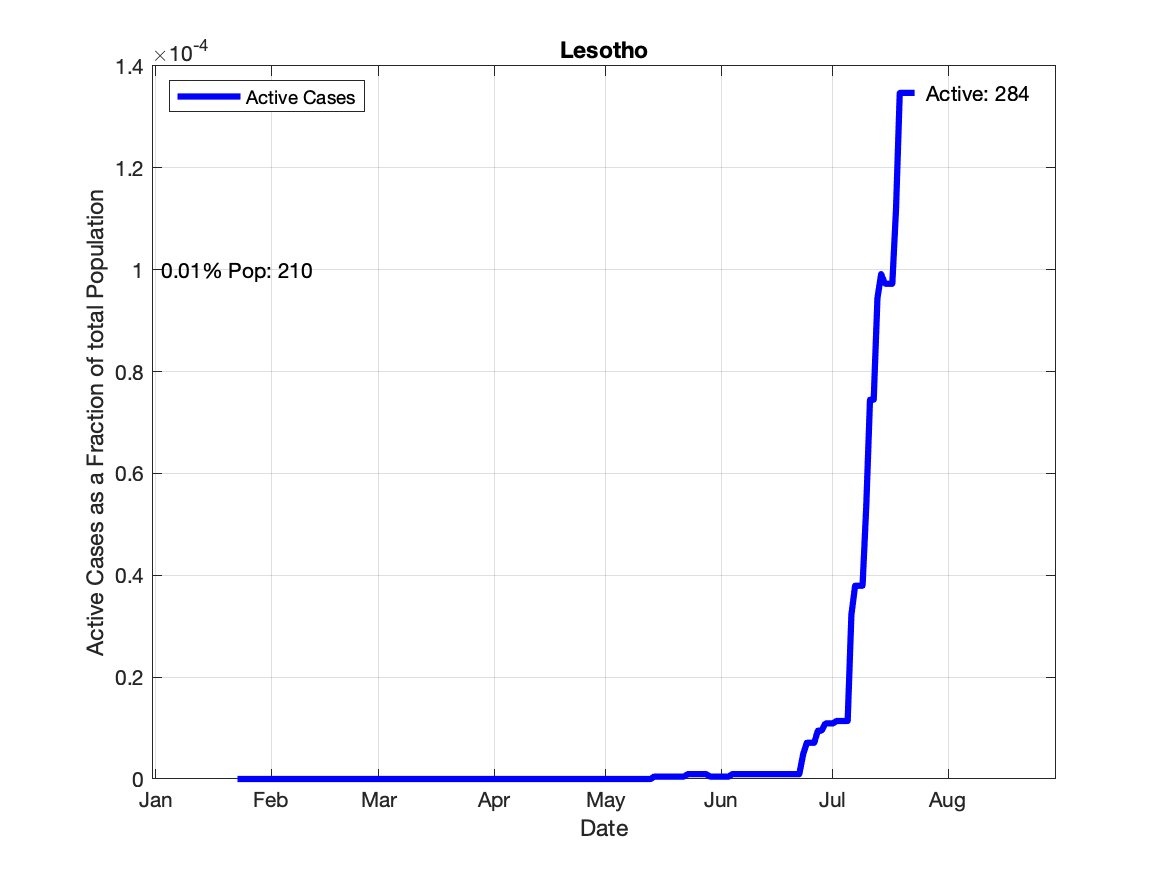 Lesotho
×10-4
1.4
1.2
1
0.8
0.6
0.4
0.2
0
Active Cases
Active: 284
0.01% Pop: 210
Active Cases as a Fraction of total Population
Jan Feb Mar Apr May Jun Jul Aug
Date